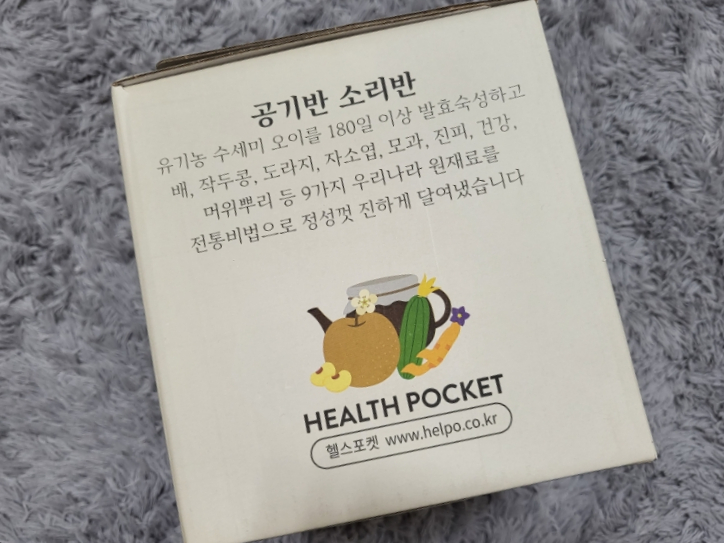 공기반 소리반
유기농 수세미 오이를 180일 이상 발효숙성하고
배, 작두콩, 도라지, 자소엽, 모과, 진피, 건강,
머위뿌리 등 9가지 우리나라 원재료를
전통비법으로 정성껏 진하게 달여냈습니다
HEALTH POCKET
헬스포켓 www.helpo.co.kr